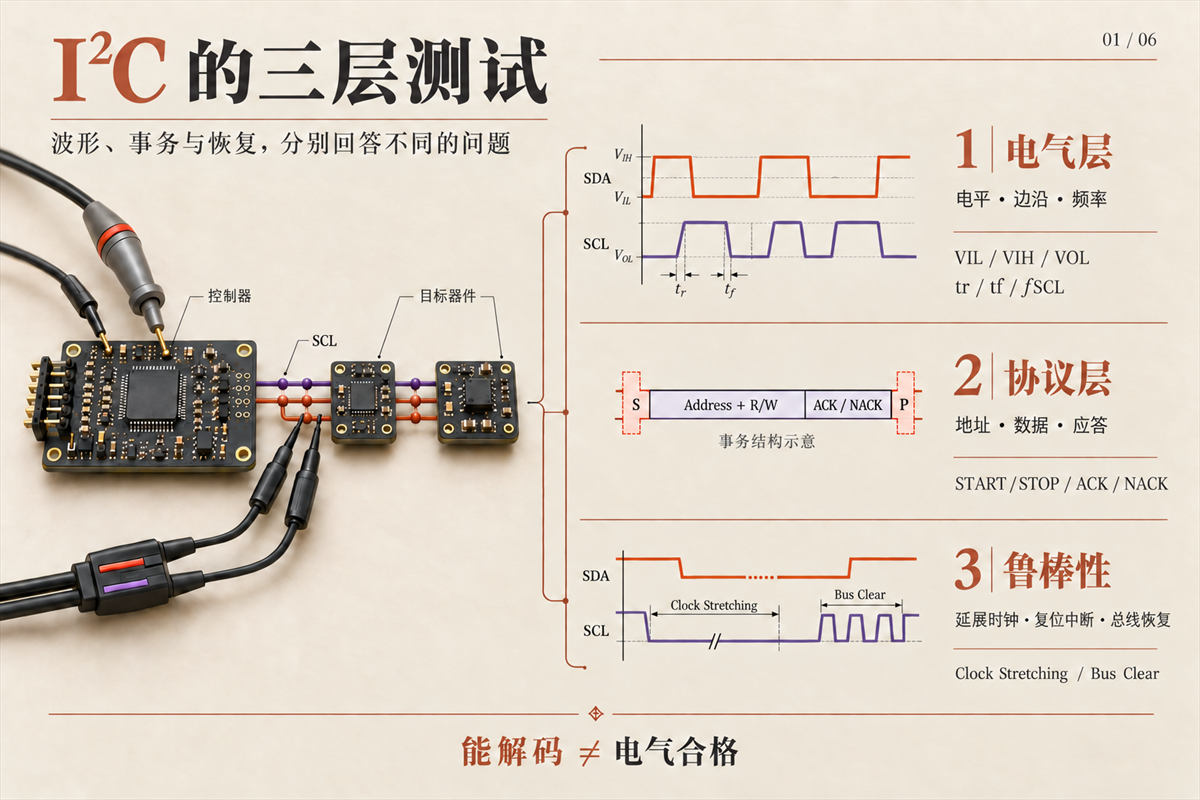 I²C 的三层测试
波形、事务与恢复, 分别回答不同的问题
01 / 06
控制器
SCL
目标器件
VIH
SDA
VIL
SCL
VOL
tr
tf
1 电气层
电平 • 边沿 • 频率
VIL / VIH / VOL
tr / tf / fSCL
S
Address + R/W
ACK / NACK
P
事务结构示意
2 协议层
地址 • 数据 • 应答
START / STOP / ACK / NACK
SDA
Clock Stretching
Bus Clear
SCL
3 鲁棒性
延展时钟 • 复位中断 • 总线恢复
Clock Stretching / Bus Clear
能解码 ≠ 电气合格